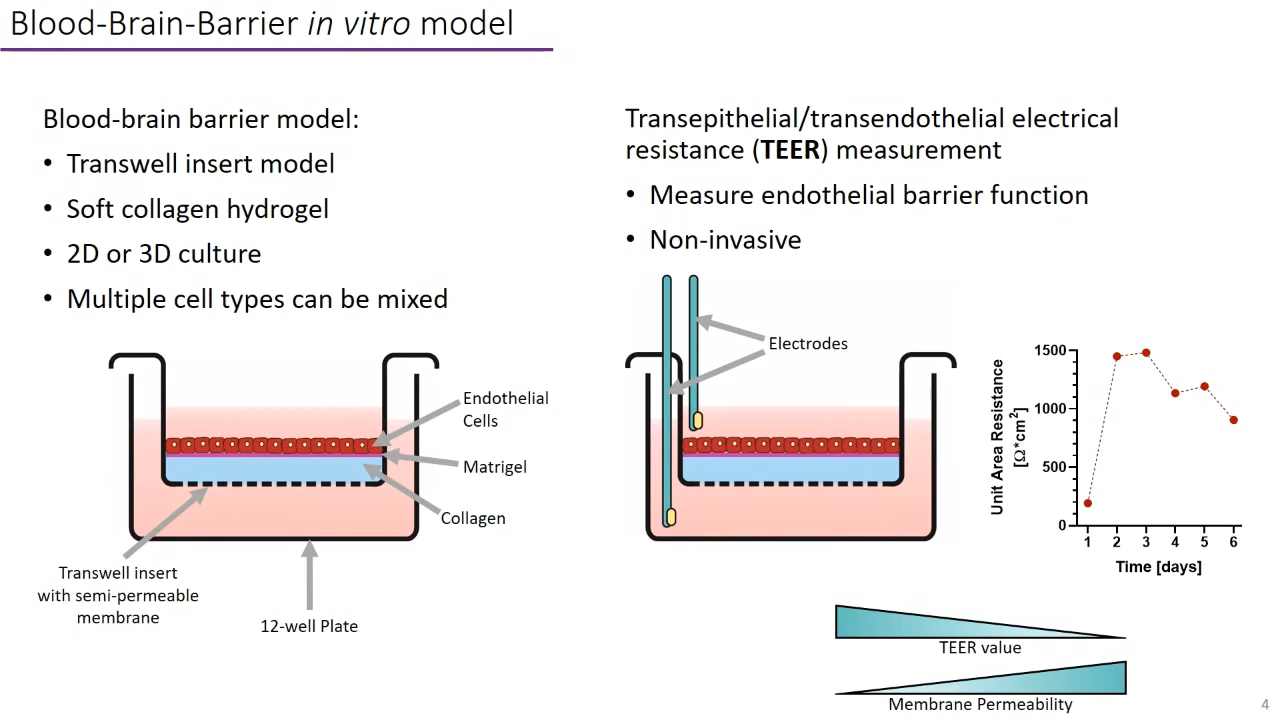 Blood-Brain-Barrier in vitro model
Blood-brain barrier model:
• Transwell insert model
• Soft collagen hydrogel
• 2D or 3D culture
• Multiple cell types can be mixed
Endothelial
Cells
Matrigel
Collagen
Transwell insert
with semi-permeable
membrane
12-well Plate
Transepithelial/transendothelial electrical
resistance (TEER) measurement
• Measure endothelial barrier function
• Non-invasive
Electrodes
Unit Area Resistance
[Ω*cm²]
1500
1000
500
0
1 2 3 4 5 6
Time [days]
TEER value
Membrane Permeability
4